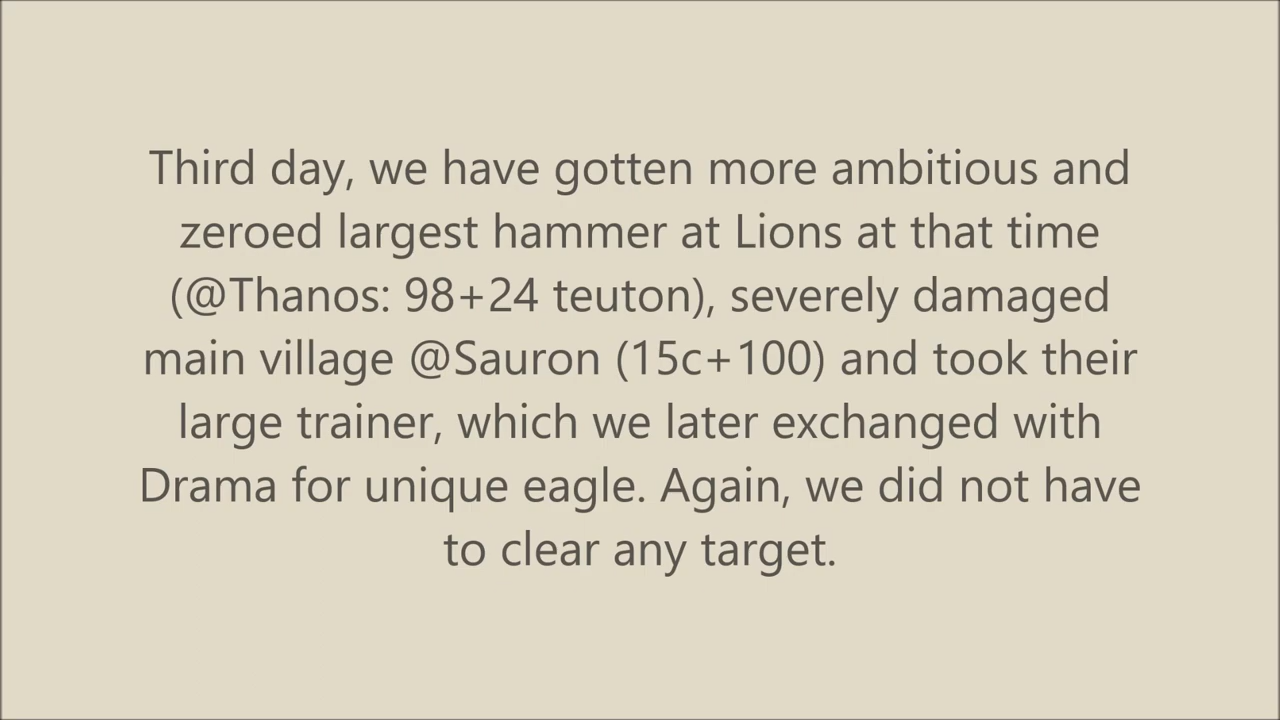 Third day, we have gotten more ambitious and
zeroed largest hammer at Lions at that time
(@Thanos: 98+24 teuton), severely damaged
main village @Sauron (15c+100) and took their
large trainer, which we later exchanged with
Drama for unique eagle. Again, we did not have
to clear any target.